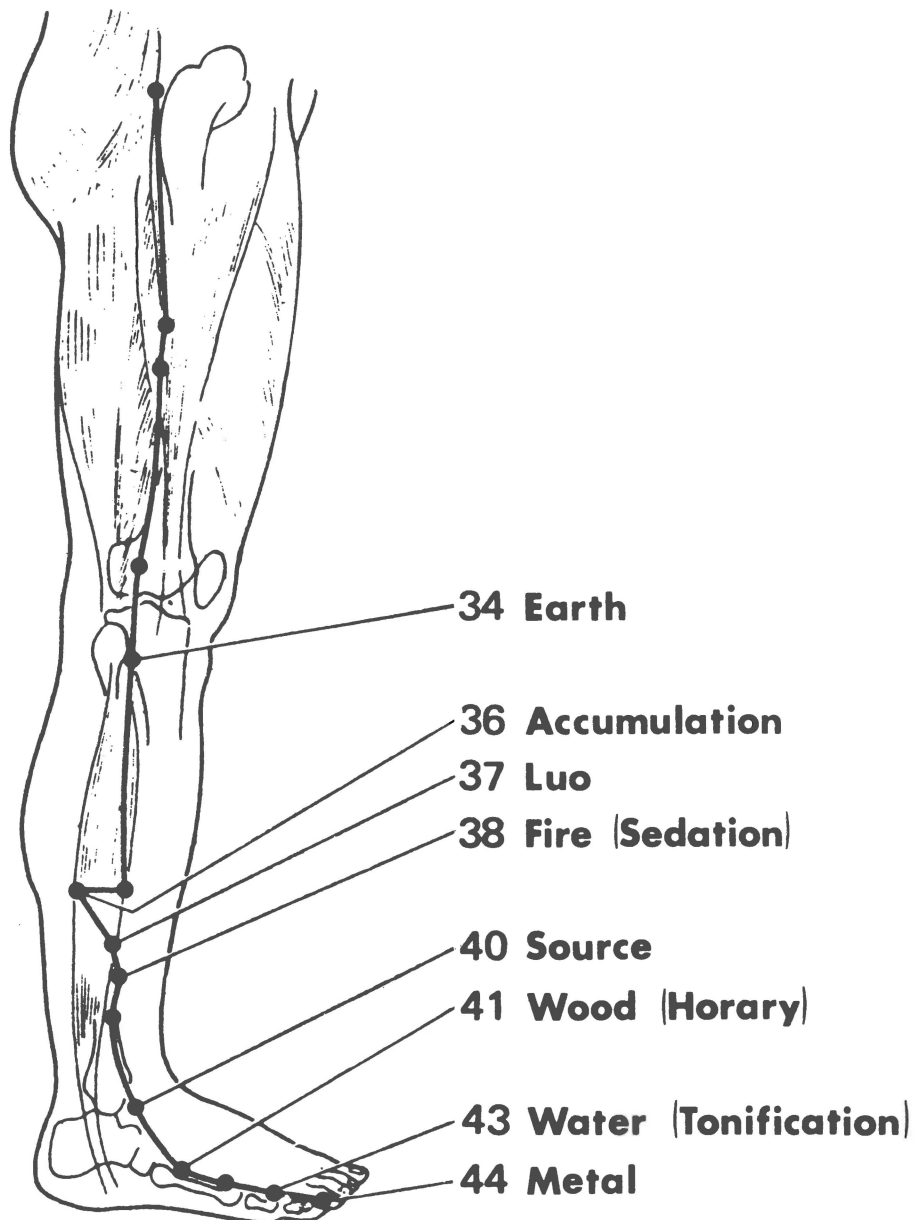 34 Earth
36 Accumulation
37 Luo
38 Fire (Sedation)
40 Source
41 Wood (Horary)
43 Water (Tonification)
44 Metal